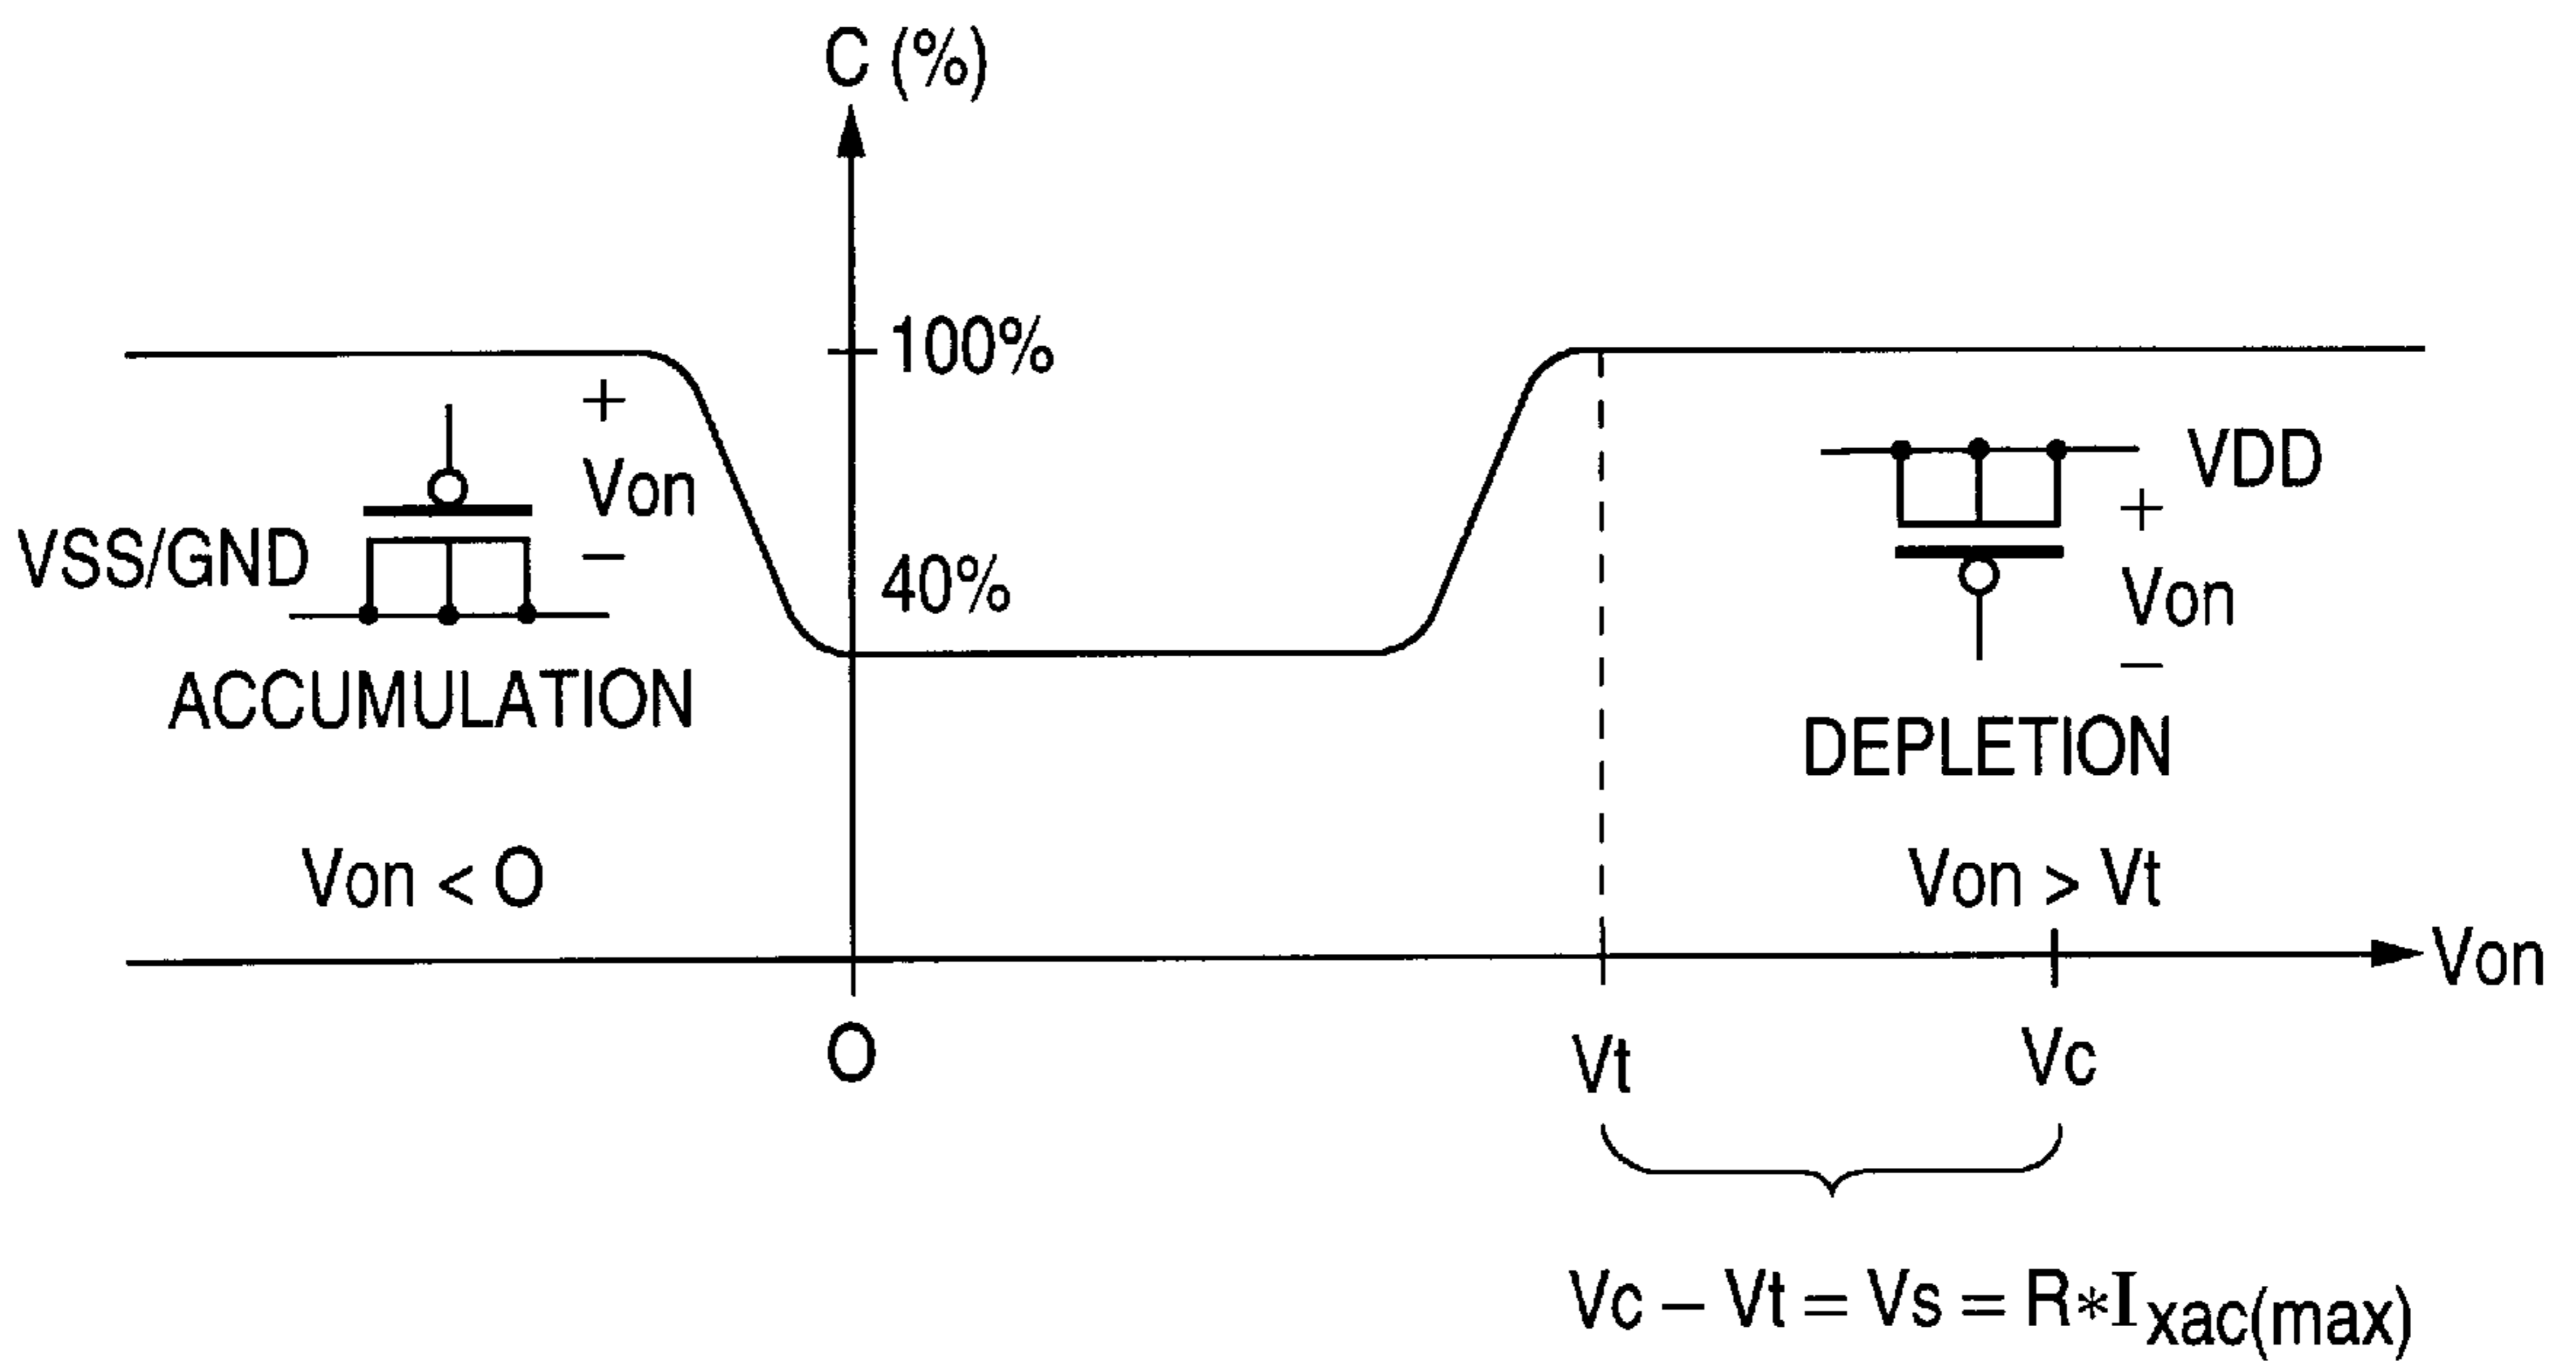 C (%)
100%
+
Von
−
VSS/GND
ACCUMULATION
40%
VDD
+
Von
−
DEPLETION
Von < O
Von > Vt
Von
O
Vt
Vc
Vc − Vt = Vs = R*Ixac(max)